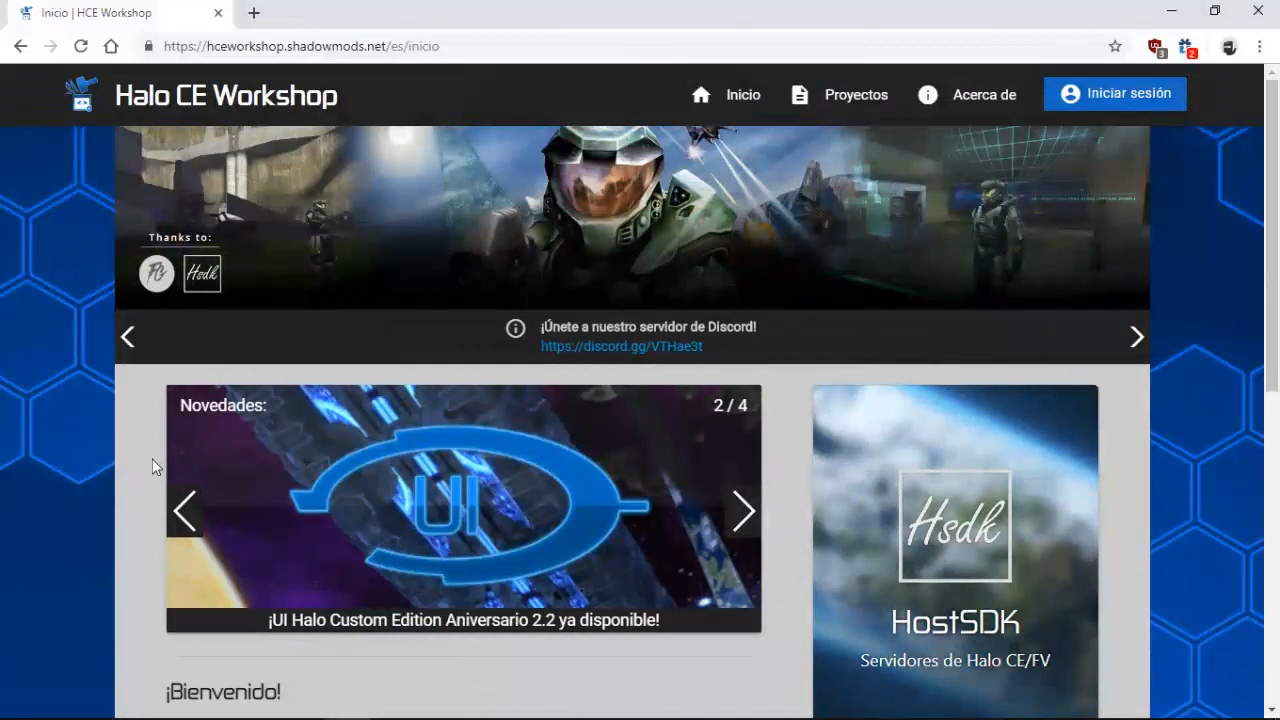 Inicio | HCE Workshop
https://hceworkshop.shadowmods.net/es/inicio
3
2
Halo CE Workshop
Inicio
Proyectos
Acerca de
Iniciar sesión
Thanks to:
Hsdk
¡Únete a nuestro servidor de Discord!
https://discord.gg/VTHae3t
Novedades:
2 / 4
UI
¡UI Halo Custom Edition Aniversario 2.2 ya disponible!
Hsdk
HostSDK
Servidores de Halo CE/FV
¡Bienvenido!